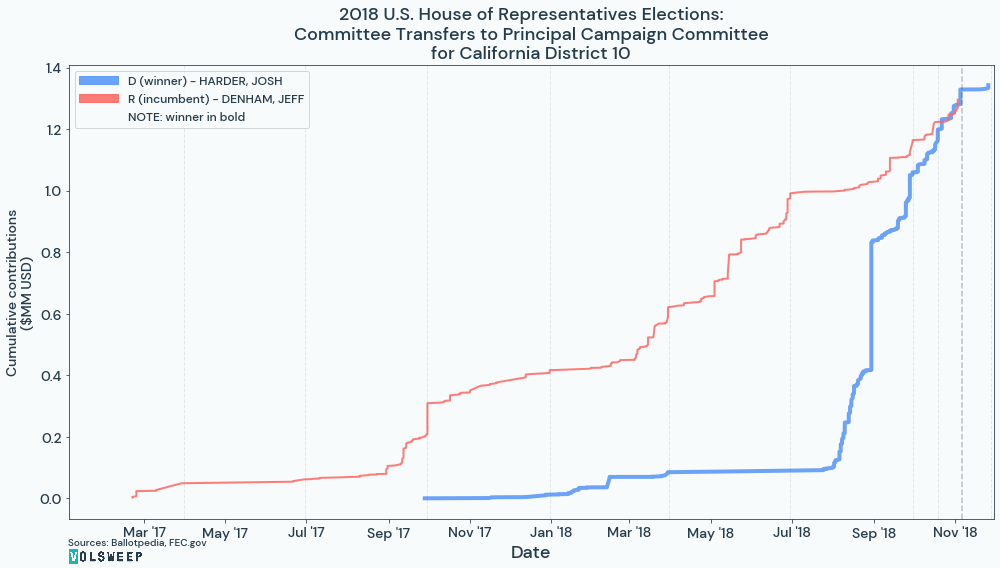 2018 U.S. House of Representatives Elections:
Committee Transfers to Principal Campaign Committee
for California District 10
D (winner) – HARDER, JOSH
R (incumbent) – DENHAM, JEFF
NOTE: winner in bold
Cumulative contributions
($MM USD)
1.4
1.2
1.0
0.8
0.6
0.4
0.2
0.0
Mar '17 May '17 Jul '17 Sep '17 Nov '17 Jan '18 Mar '18 May '18 Jul '18 Sep '18 Nov '18
Date
Sources: Ballotpedia, FEC.gov
VOLSWEEP